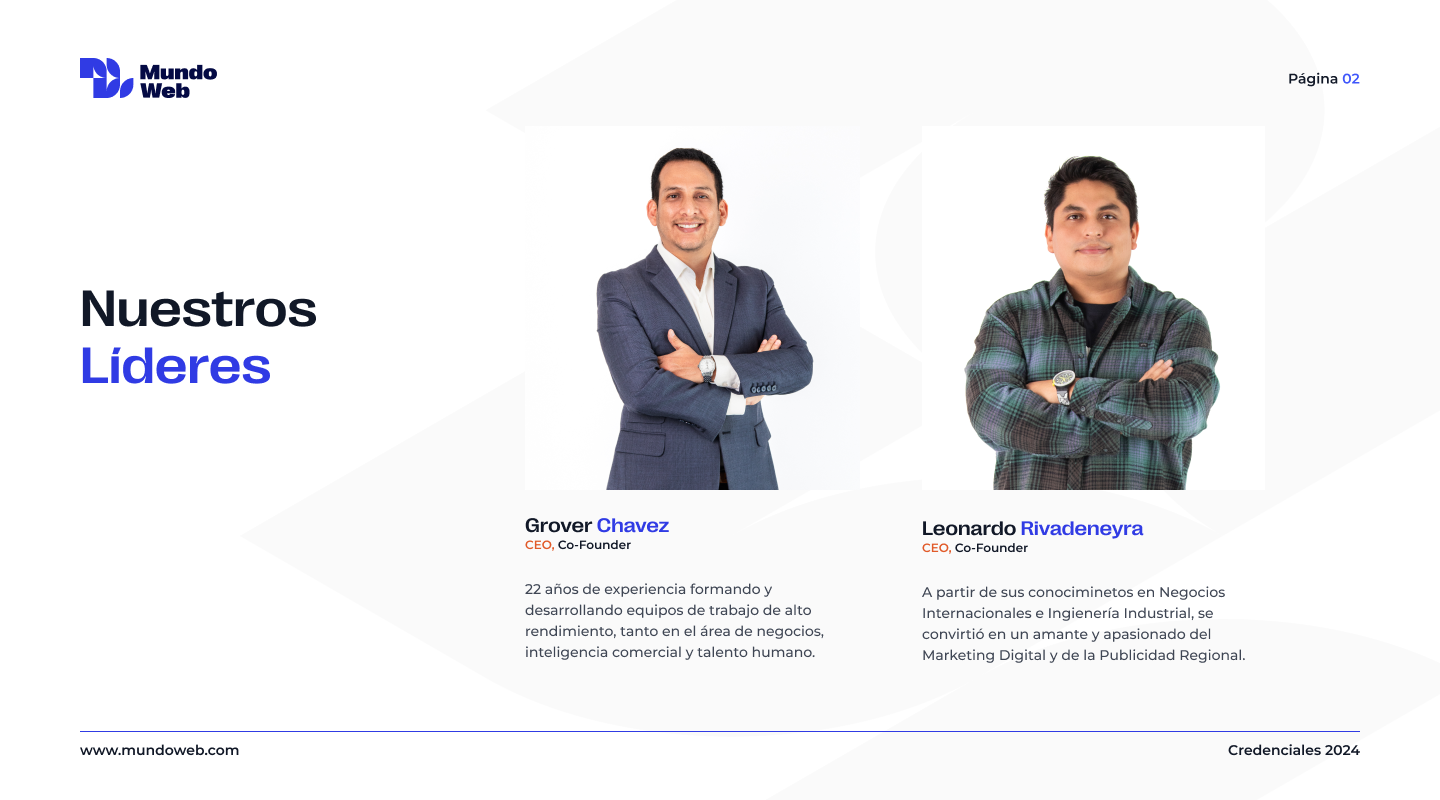 Mundo
Web
Página 02
Nuestros
Líderes
Grover Chavez
CEO, Co-Founder
22 años de experiencia formando y
desarrollando equipos de trabajo de alto
rendimiento, tanto en el área de negocios,
inteligencia comercial y talento humano.
Leonardo Rivadeneyra
CEO, Co-Founder
A partir de sus conociminetos en Negocios
Internacionales e Ingienería Industrial, se
convirtió en un amante y apasionado del
Marketing Digital y de la Publicidad Regional.
www.mundoweb.com
Credenciales 2024